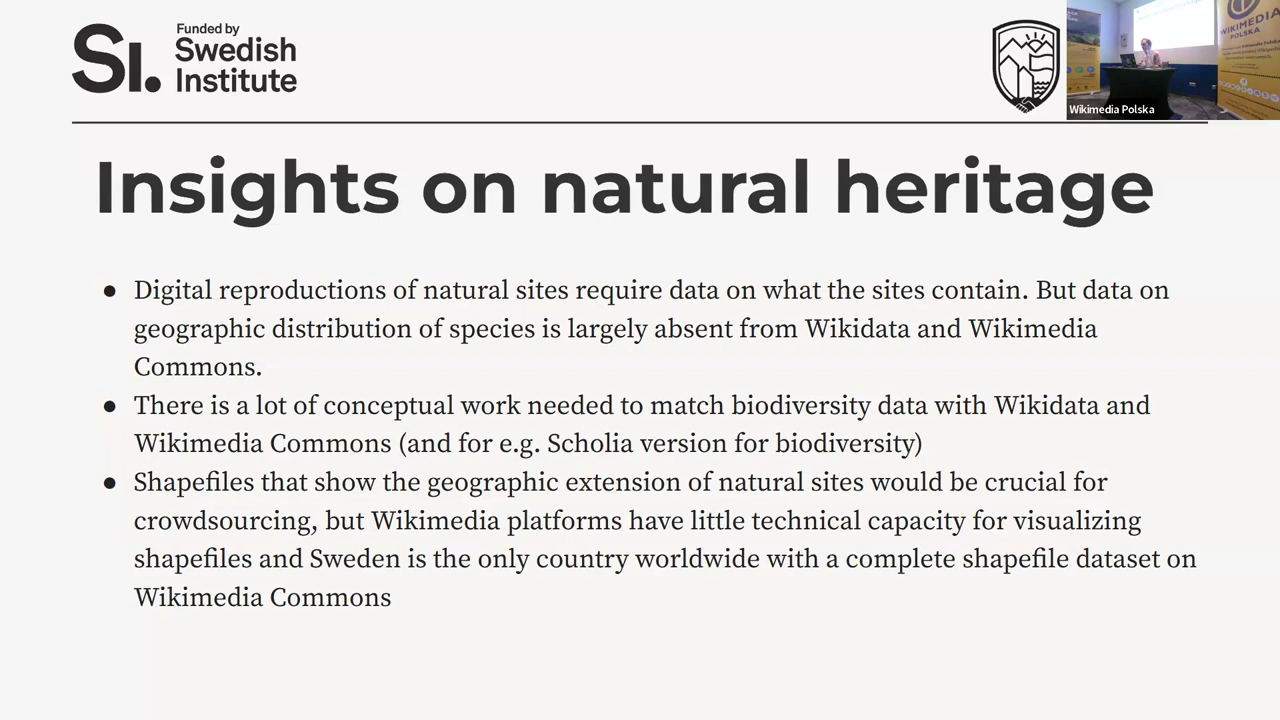 Funded by
SI. Swedish
Institute
WIKIMEDIA
POLSKA
Wikimedia Polska
Insights on natural heritage
● Digital reproductions of natural sites require data on what the sites contain. But data on
geographic distribution of species is largely absent from Wikidata and Wikimedia
Commons.
● There is a lot of conceptual work needed to match biodiversity data with Wikidata and
Wikimedia Commons (and for e.g. Scholia version for biodiversity)
● Shapefiles that show the geographic extension of natural sites would be crucial for
crowdsourcing, but Wikimedia platforms have little technical capacity for visualizing
shapefiles and Sweden is the only country worldwide with a complete shapefile dataset on
Wikimedia Commons